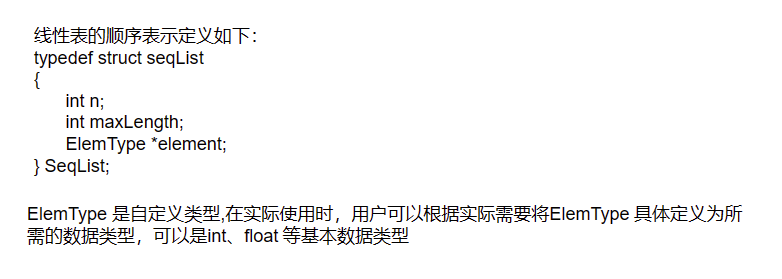 线性表的顺序表示定义如下：
typedef struct seqList
{
int n;
int maxLength;
ElemType *element;
} SeqList;
ElemType 是自定义类型,在实际使用时，用户可以根据实际需要将ElemType 具体定义为所
需的数据类型，可以是int、float 等基本数据类型